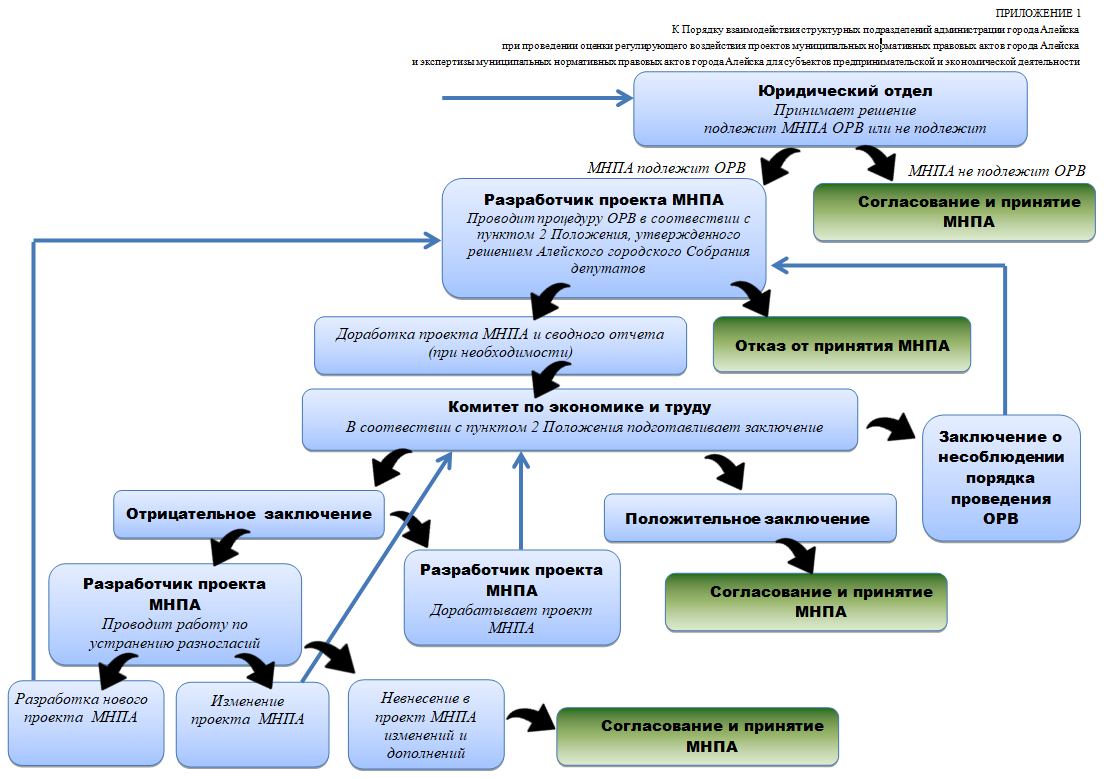 ПРИЛОЖЕНИЕ 1
К Порядку взаимодействия структурных подразделений администрации города Алейска
при проведении оценки регулирующего воздействия проектов муниципальных нормативных правовых актов города Алейска
и экспертизы муниципальных нормативных правовых актов города Алейска для субъектов предпринимательской и экономической деятельности
Юридический отдел
Принимает решение
подлежит МНПА ОРВ или не подлежит
МНПА подлежит ОРВ
МНПА не подлежит ОРВ
Разработчик проекта МНПА
Проводит процедуру ОРВ в соотвествии с
пунктом 2 Положения, утвержденного
решением Алейского городского Собрания
депутатов
Согласование и принятие
МНПА
Доработка проекта МНПА и сводного отчета
(при необходимости)
Отказ от принятия МНПА
Комитет по экономике и труду
В соотвествии с пунктом 2 Положения подготавливает заключение
Заключение о
несоблюдении
порядка
проведения
ОРВ
Отрицательное заключение
Положительное заключение
Разработчик проекта
МНПА
Проводит работу по
устранению разногласий
Разработчик проекта
МНПА
Дорабатывает проект
МНПА
Согласование и принятие
МНПА
Разработка нового
проекта МНПА
Изменение
проекта МНПА
Невнесение в
проект МНПА
изменений и
дополнений
Согласование и принятие
МНПА